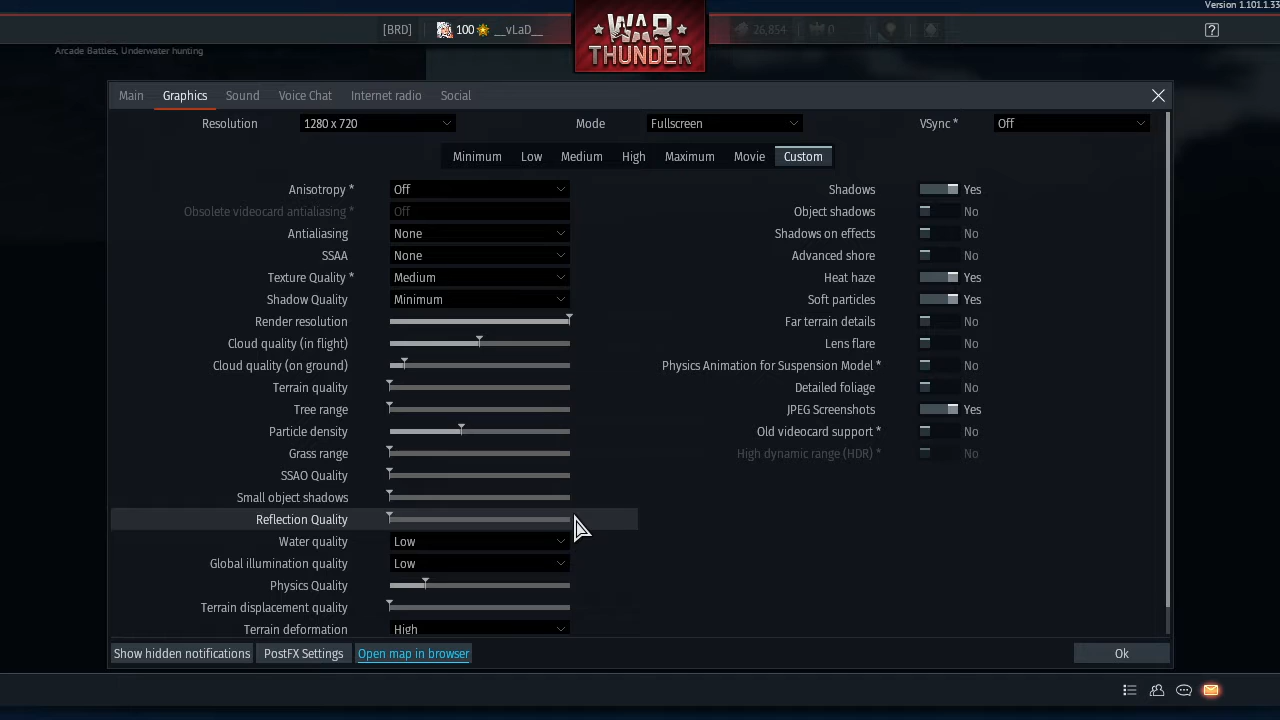 Version 1.101.1.33
[BRD] 100 __vLaD__ WAR THUNDER 26,854 0 ?
Arcade Battles, Underwater hunting
Main Graphics Sound Voice Chat Internet radio Social
Resolution 1280 x 720 Mode Fullscreen VSync * Off
Minimum Low Medium High Maximum Movie Custom
Anisotropy * Off Shadows Yes
Obsolete videocard antialiasing * Off Object shadows No
Antialiasing None Shadows on effects No
SSAA None Advanced shore No
Texture Quality * Medium Heat haze Yes
Shadow Quality Minimum Soft particles Yes
Render resolution Far terrain details No
Cloud quality (in flight) Lens flare No
Cloud quality (on ground) Physics Animation for Suspension Model * No
Terrain quality Detailed foliage No
Tree range JPEG Screenshots Yes
Particle density Old videocard support * No
Grass range High dynamic range (HDR) * No
SSAO Quality
Small object shadows
Reflection Quality
Water quality Low
Global illumination quality Low
Physics Quality
Terrain displacement quality
Terrain deformation High
Show hidden notifications PostFX Settings Open map in browser Ok